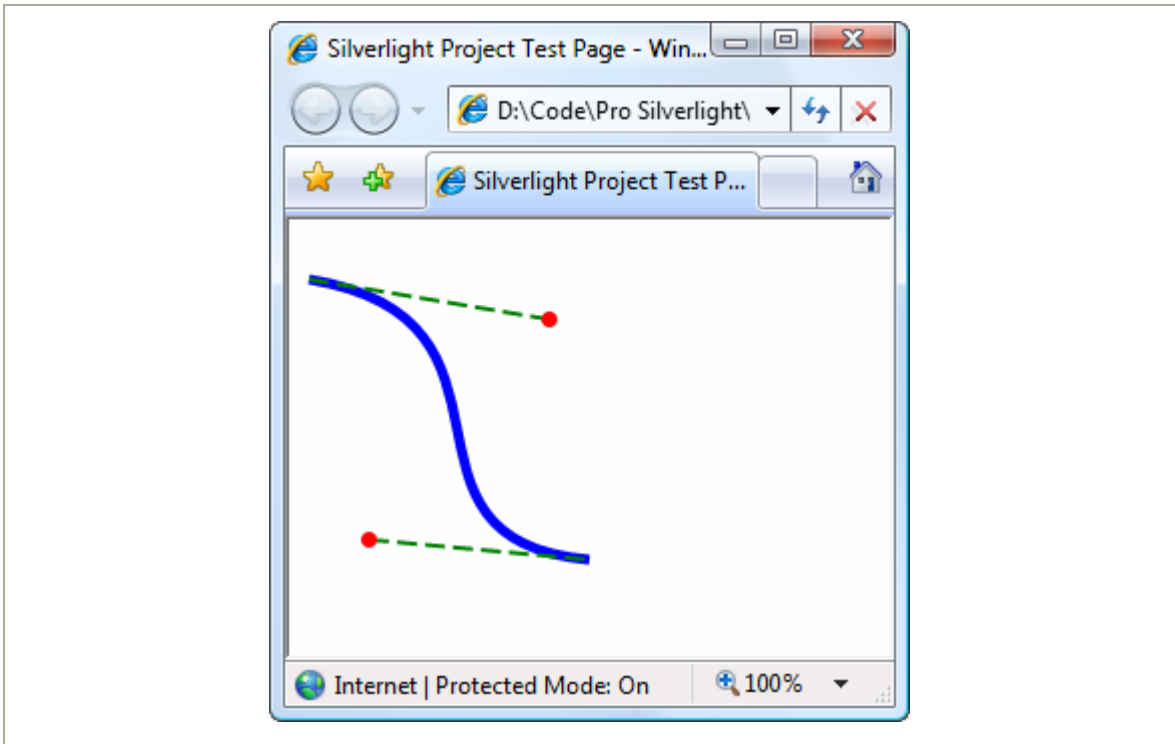 Silverlight Project Test Page - Win...
D:\Code\Pro Silverlight\
Silverlight Project Test P...
Internet | Protected Mode: On
100%